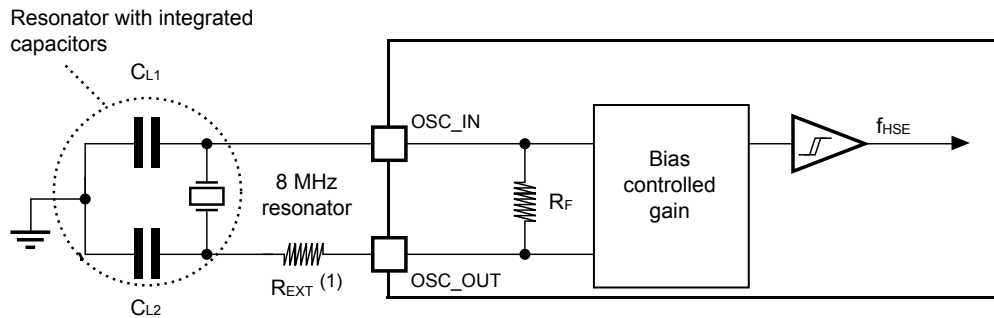 Resonator with integrated
capacitors
CL1
OSC_IN
fHSE
8 MHz
resonator
RF
Bias
controlled
gain
REXT (1)
OSC_OUT
CL2